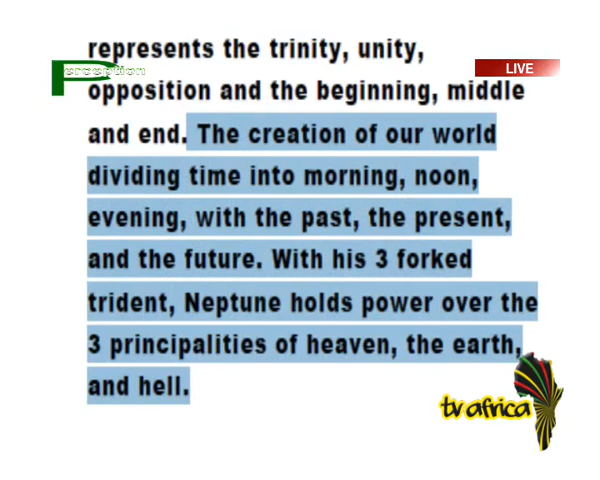 represents the trinity, unity,
Perception
LIVE
opposition and the beginning, middle
and end. The creation of our world
dividing time into morning, noon,
evening, with the past, the present,
and the future. With his 3 forked
trident, Neptune holds power over the
3 principalities of heaven, the earth,
and hell.
tv africa